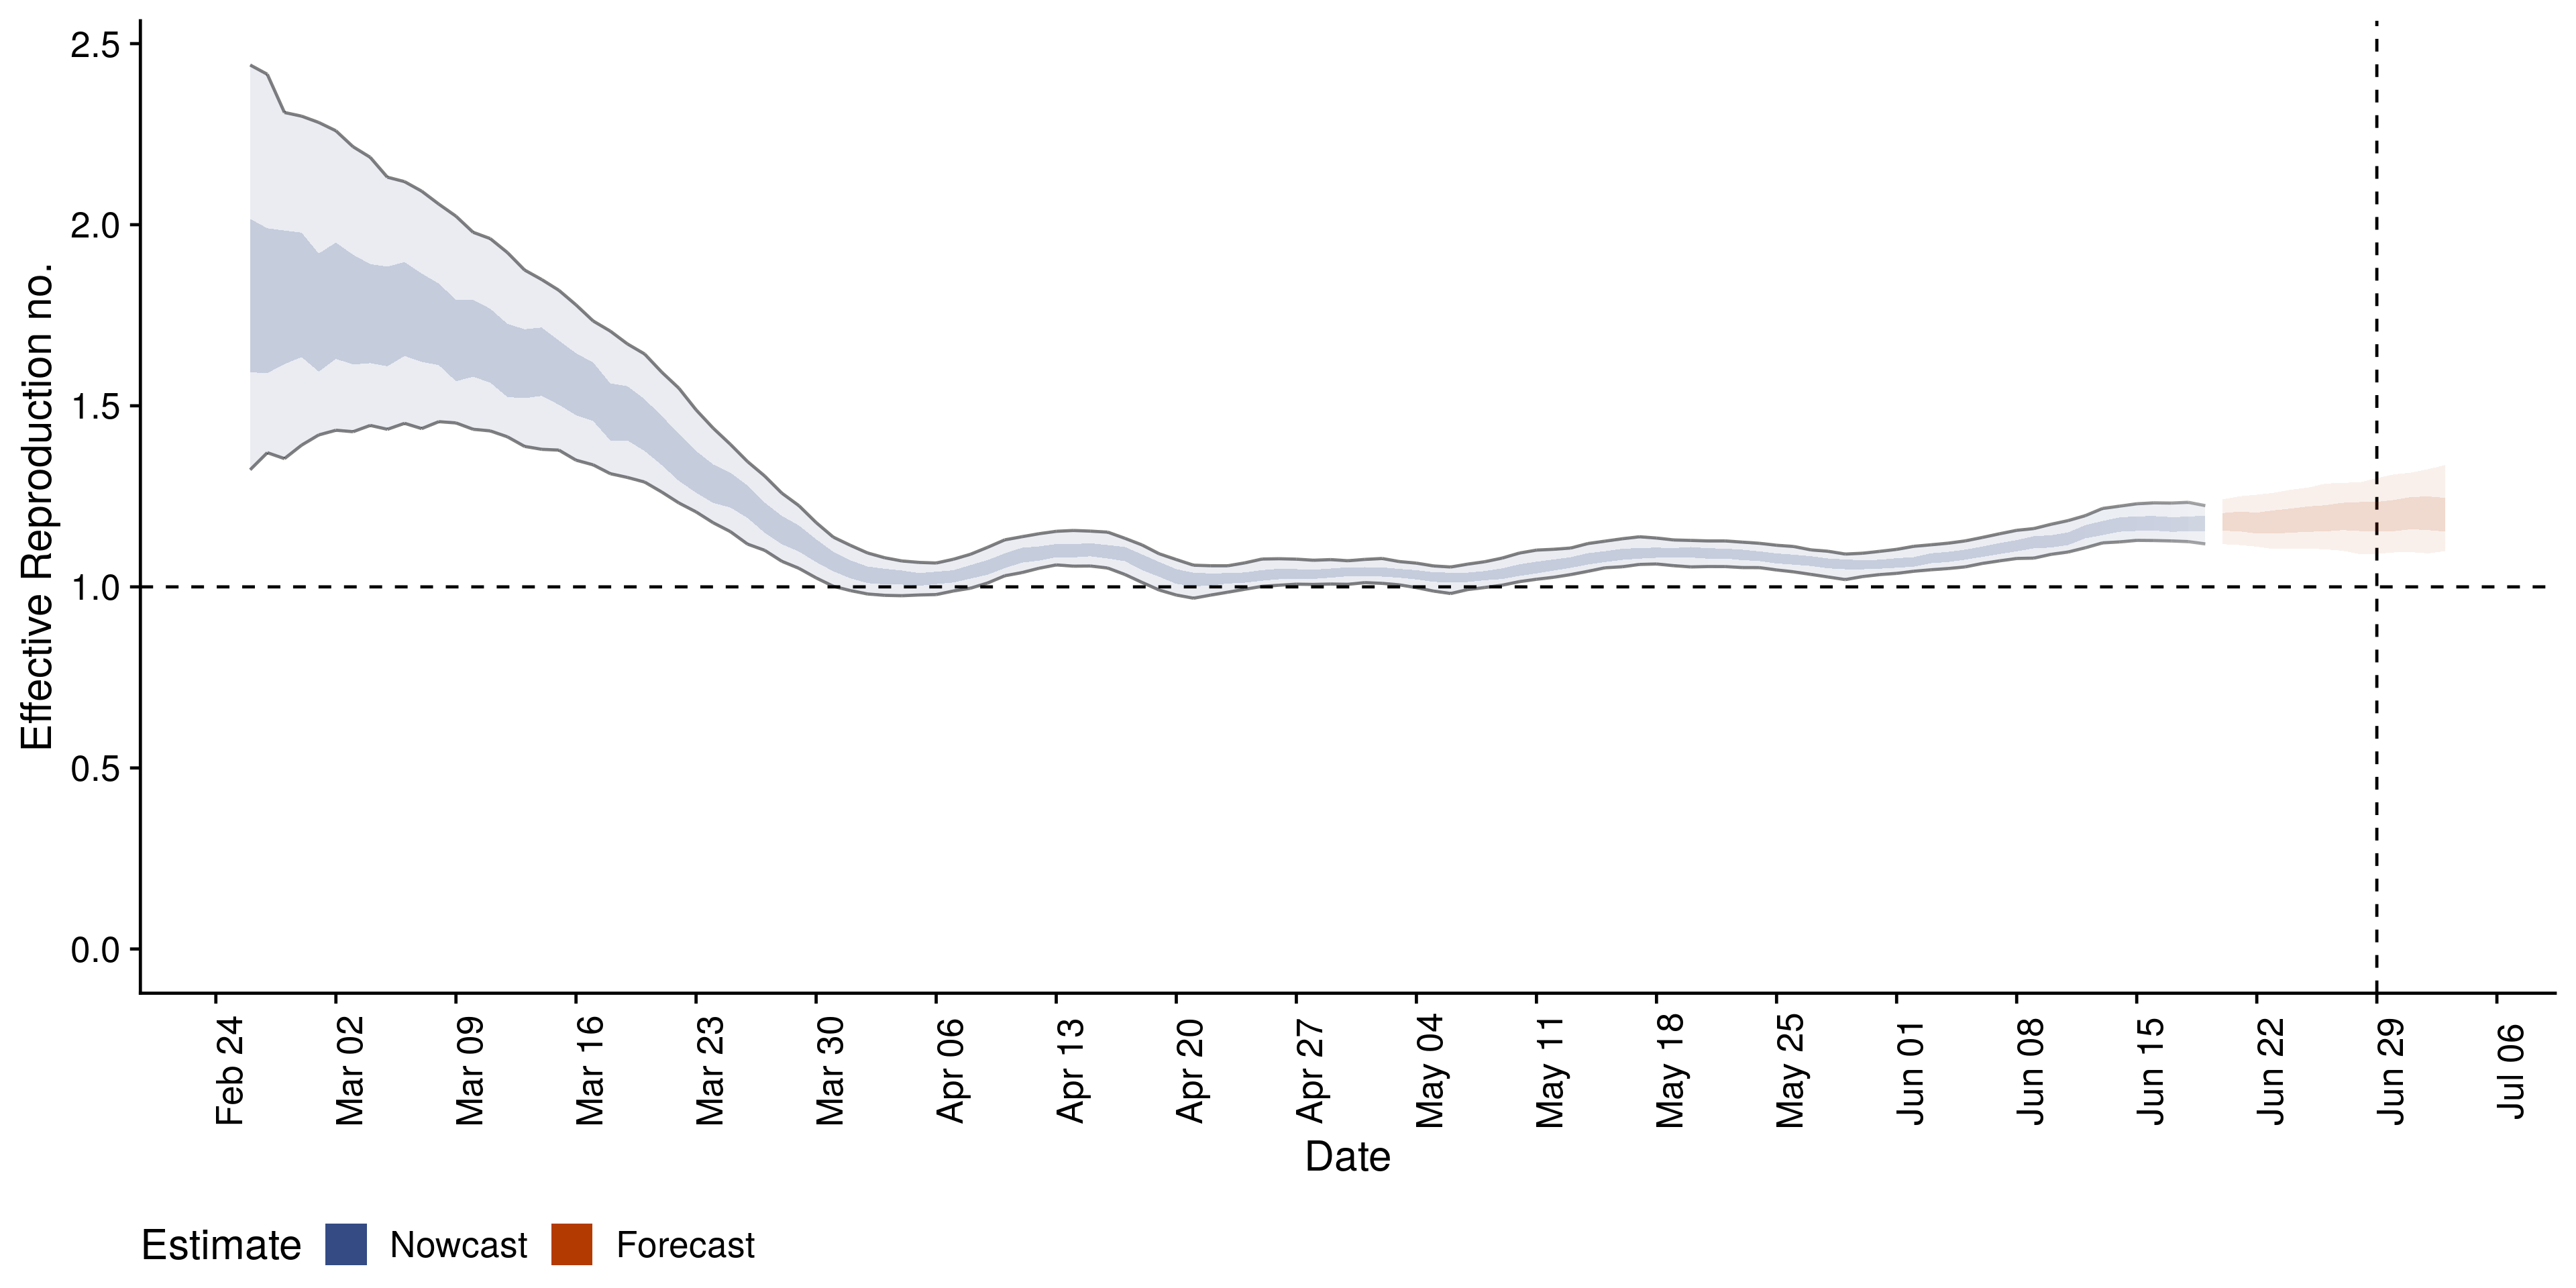 Effective Reproduction no.
2.5
2.0
1.5
1.0
0.5
0.0
Feb 24
Mar 02
Mar 09
Mar 16
Mar 23
Mar 30
Apr 06
Apr 13
Apr 20
Apr 27
May 04
May 11
May 18
May 25
Jun 01
Jun 08
Jun 15
Jun 22
Jun 29
Jul 06
Date
Estimate Nowcast Forecast